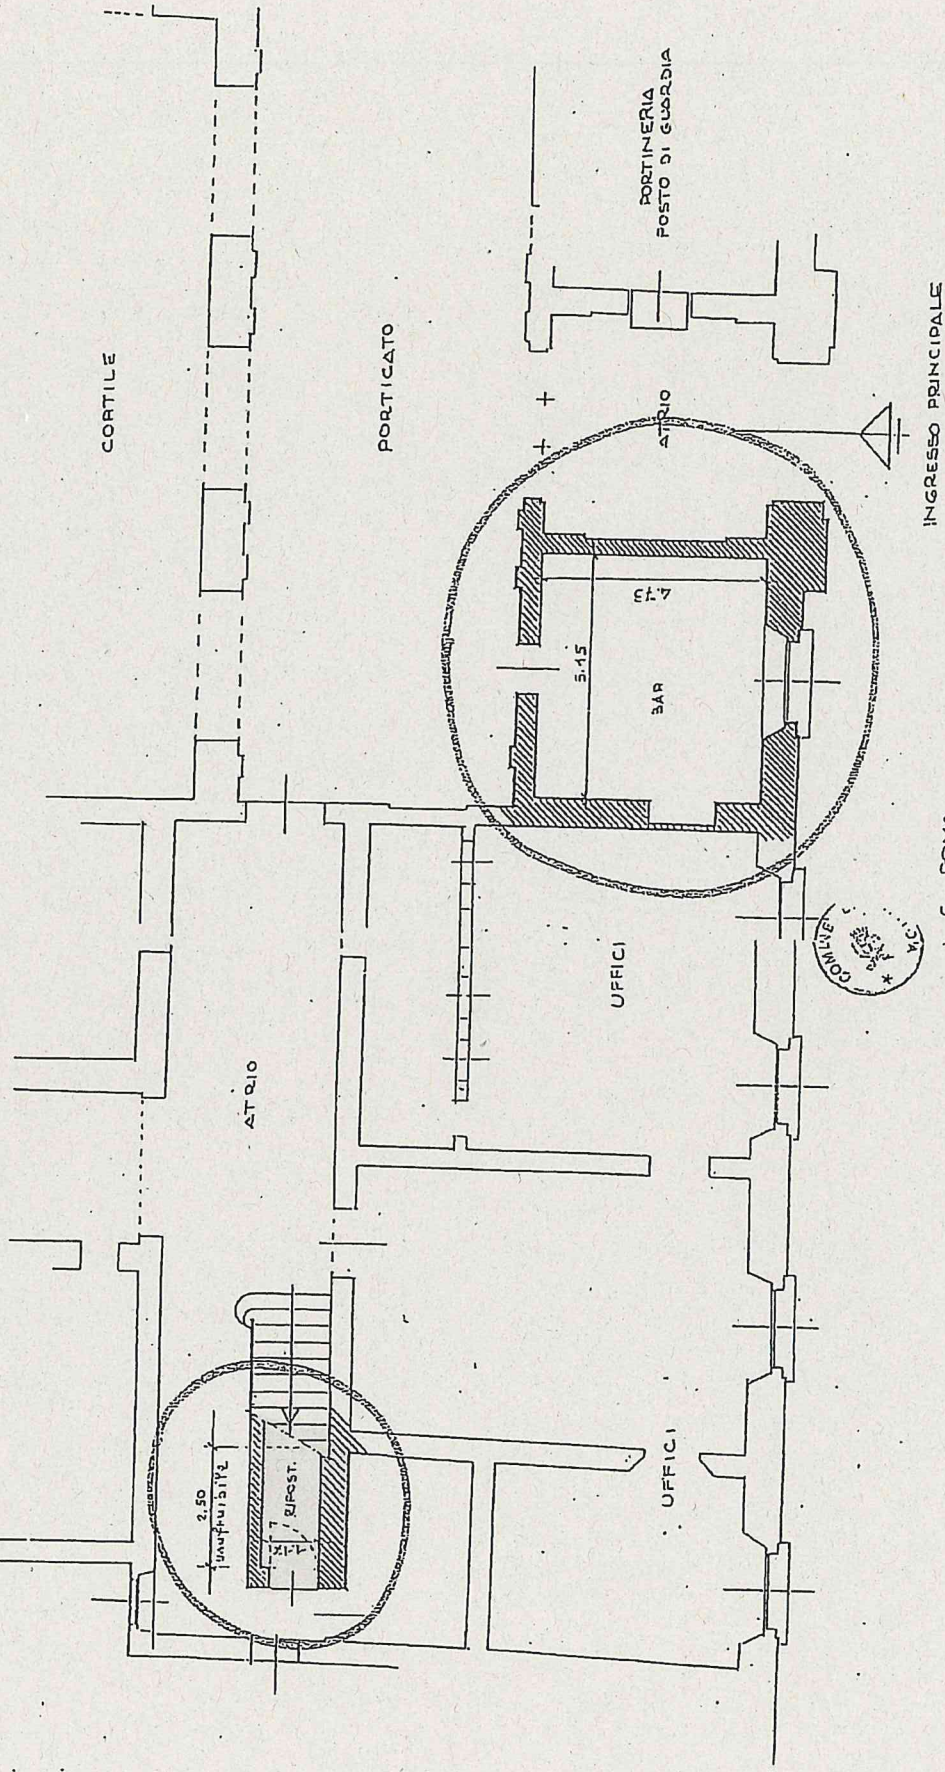 CORTILE
PORTICATO
PORTINERIA
POSTO DI GUARDIA
ATRIO
INGRESSO PRINCIPALE
4.73
5.15
BAR
UFFICI
ATRIO
COMUNE
2.50
RIPOST.
UFFICI